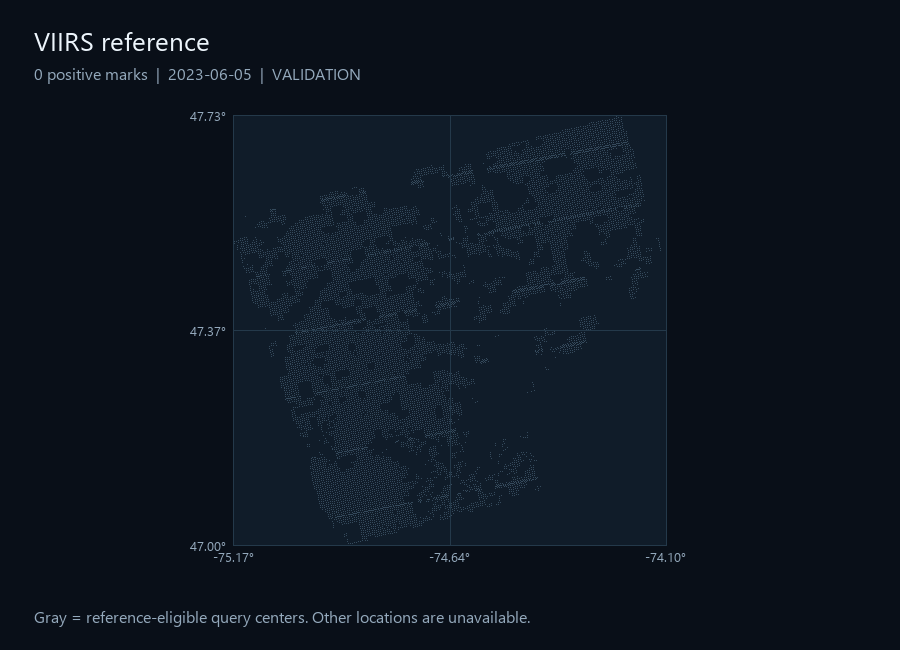 VIIRS reference
0 positive marks | 2023-06-05 | VALIDATION
47.73°
47.37°
47.00°
-75.17°
-74.64°
-74.10°
Gray = reference-eligible query centers. Other locations are unavailable.